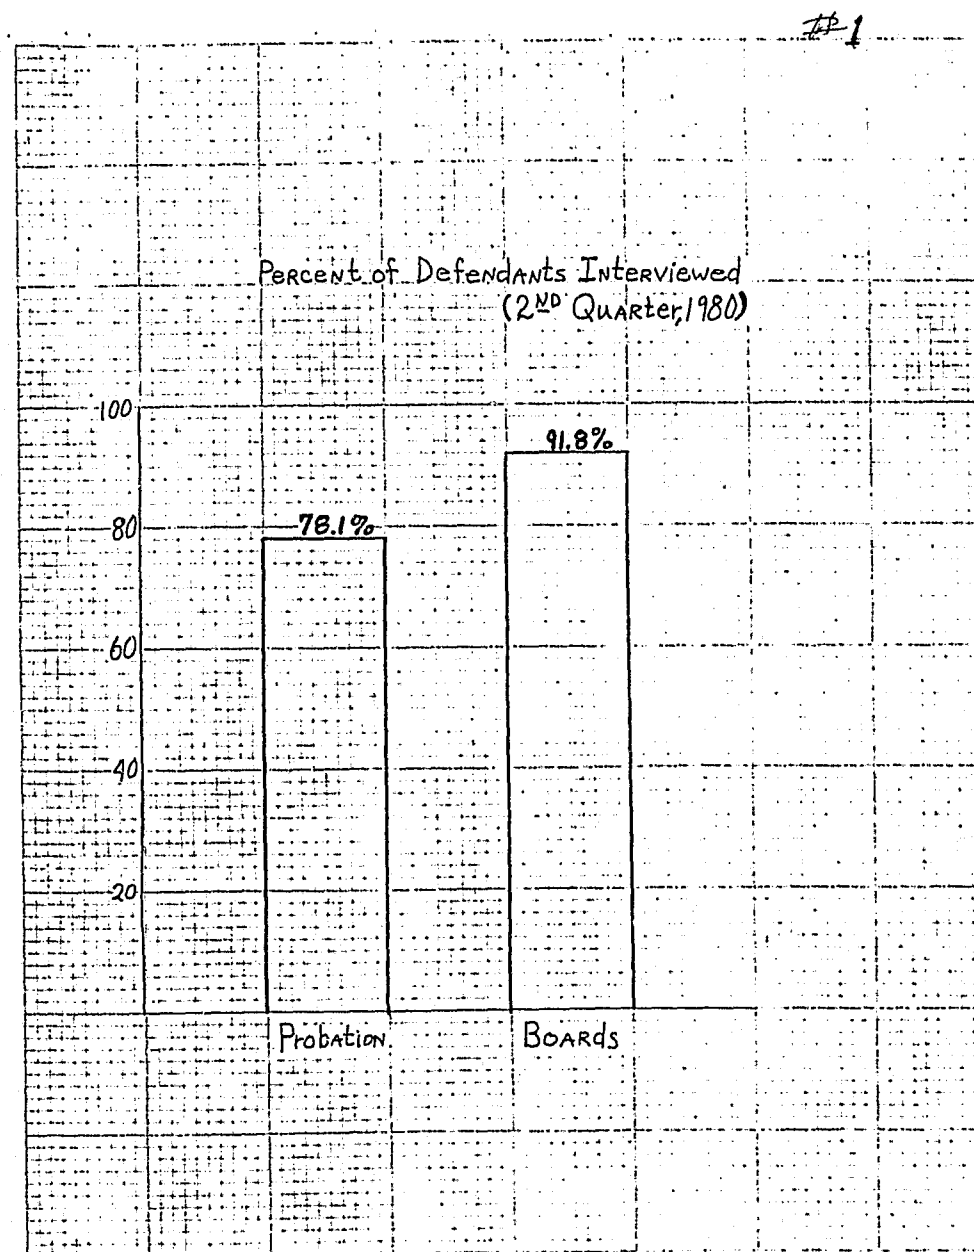 #1
Percent of Defendants Interviewed
(2ND Quarter, 1980)
100
91.8%
80
78.1%
60
40
20
Probation
Boards